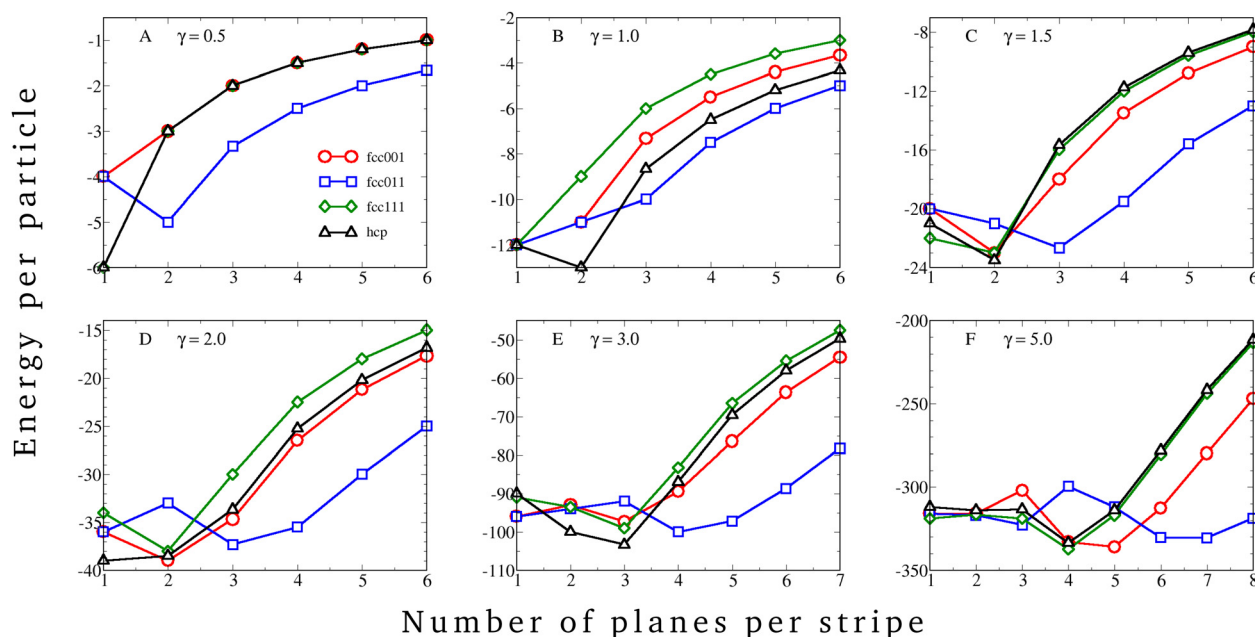 Energy per particle
A γ = 0.5
-1
-2
-3
-4
-5
-6
1 2 3 4 5 6
fcc001
fcc011
fcc111
hcp
B γ = 1.0
-2
-4
-6
-8
-10
-12
1 2 3 4 5 6
C γ = 1.5
-8
-12
-16
-20
-24
1 2 3 4 5 6
D γ = 2.0
-15
-20
-25
-30
-35
-40
1 2 3 4 5 6
E γ = 3.0
-50
-60
-70
-80
-90
-100
-110
1 2 3 4 5 6 7
F γ = 5.0
-200
-250
-300
-350
1 2 3 4 5 6 7 8
Number of planes per stripe